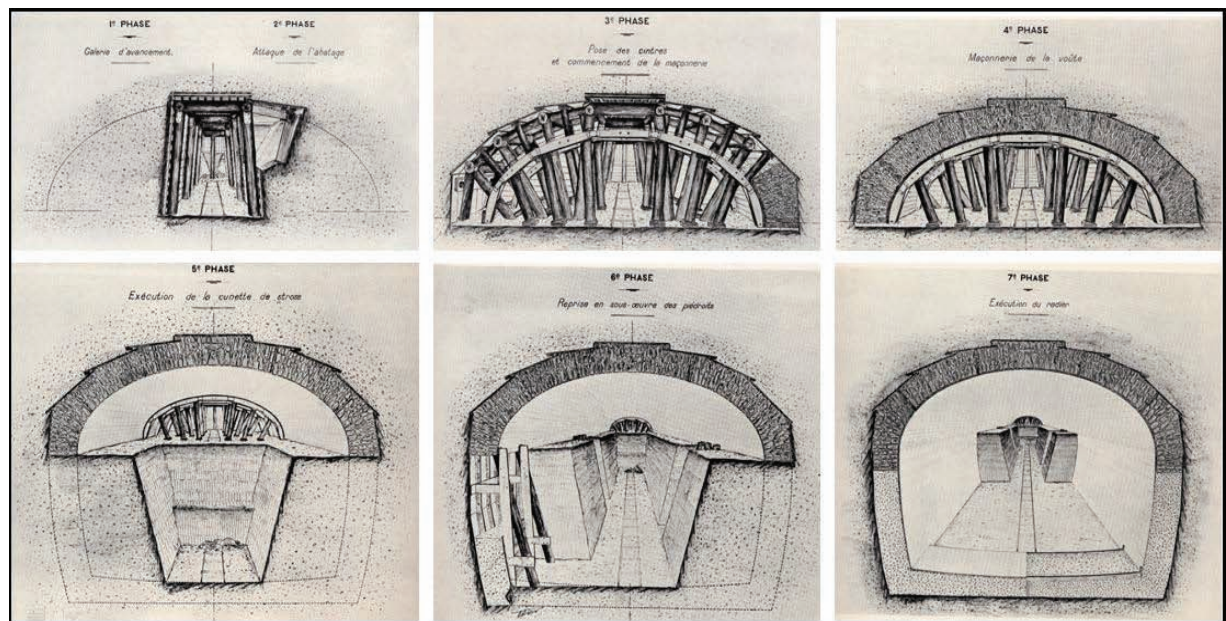 1ᵉ PHASE
Galerie d'avancement.
2ᵉ PHASE
Attaque de l'abatage
3ᵉ PHASE
Pose des cintres
et commencement de la maçonnerie
4ᵉ PHASE
Maçonnerie de la voûte
5ᵉ PHASE
Exécution de la cunette de stross
6ᵉ PHASE
Reprise en sous-œuvre des piédroits
7ᵉ PHASE
Exécution du radier